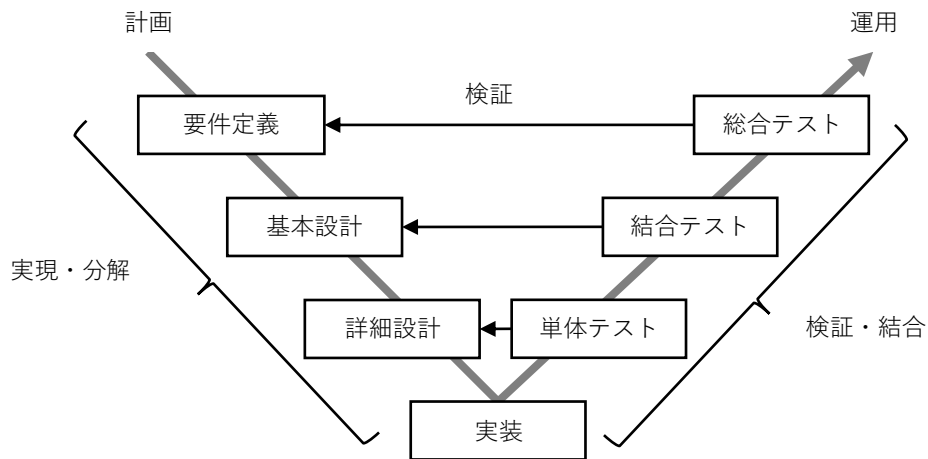 計画
運用
検証
要件定義
総合テスト
基本設計
結合テスト
実現・分解
詳細設計
単体テスト
検証・結合
実装